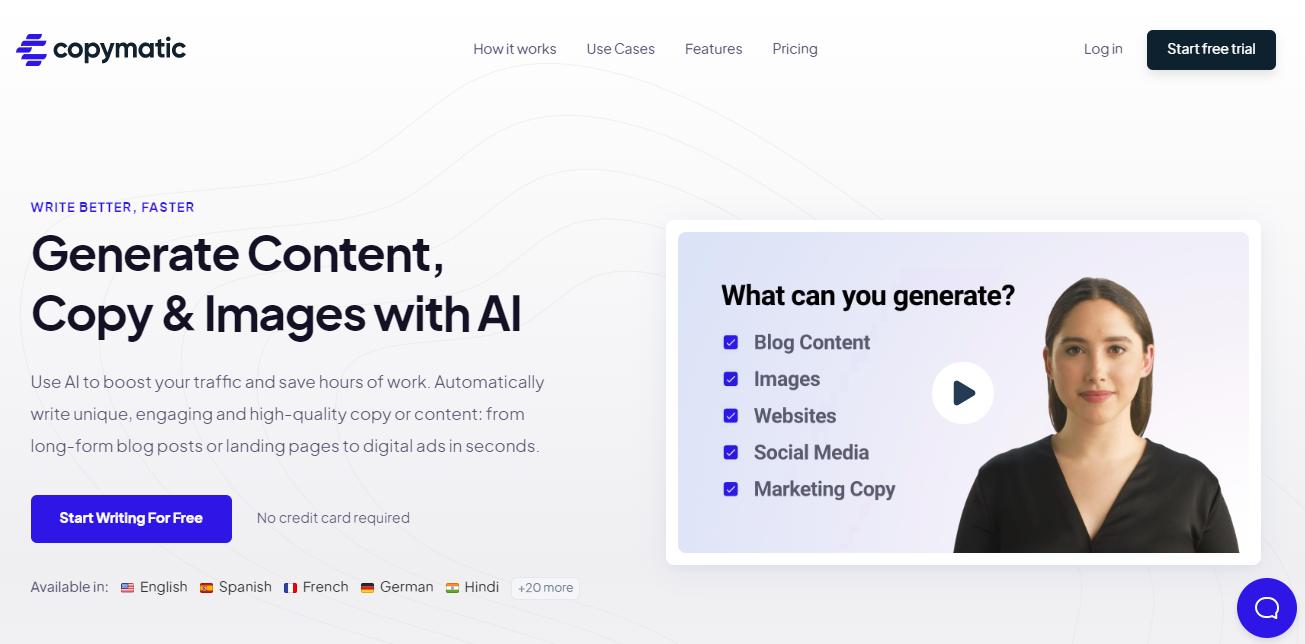 copymatic
How it works
Use Cases
Features
Pricing
Log in
Start free trial
WRITE BETTER, FASTER
Generate Content,
Copy & Images with AI
Use AI to boost your traffic and save hours of work. Automatically
write unique, engaging and high-quality copy or content: from
long-form blog posts or landing pages to digital ads in seconds.
Start Writing For Free
No credit card required
Available in: English Spanish French German Hindi +20 more
What can you generate?
Blog Content
Images
Websites
Social Media
Marketing Copy